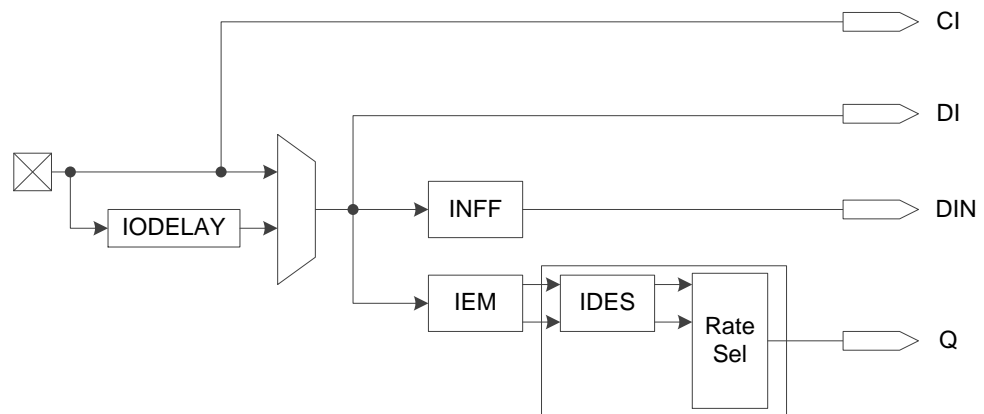 CI
DI
IODELAY
INFF
DIN
IEM
IDES
Rate
Sel
Q